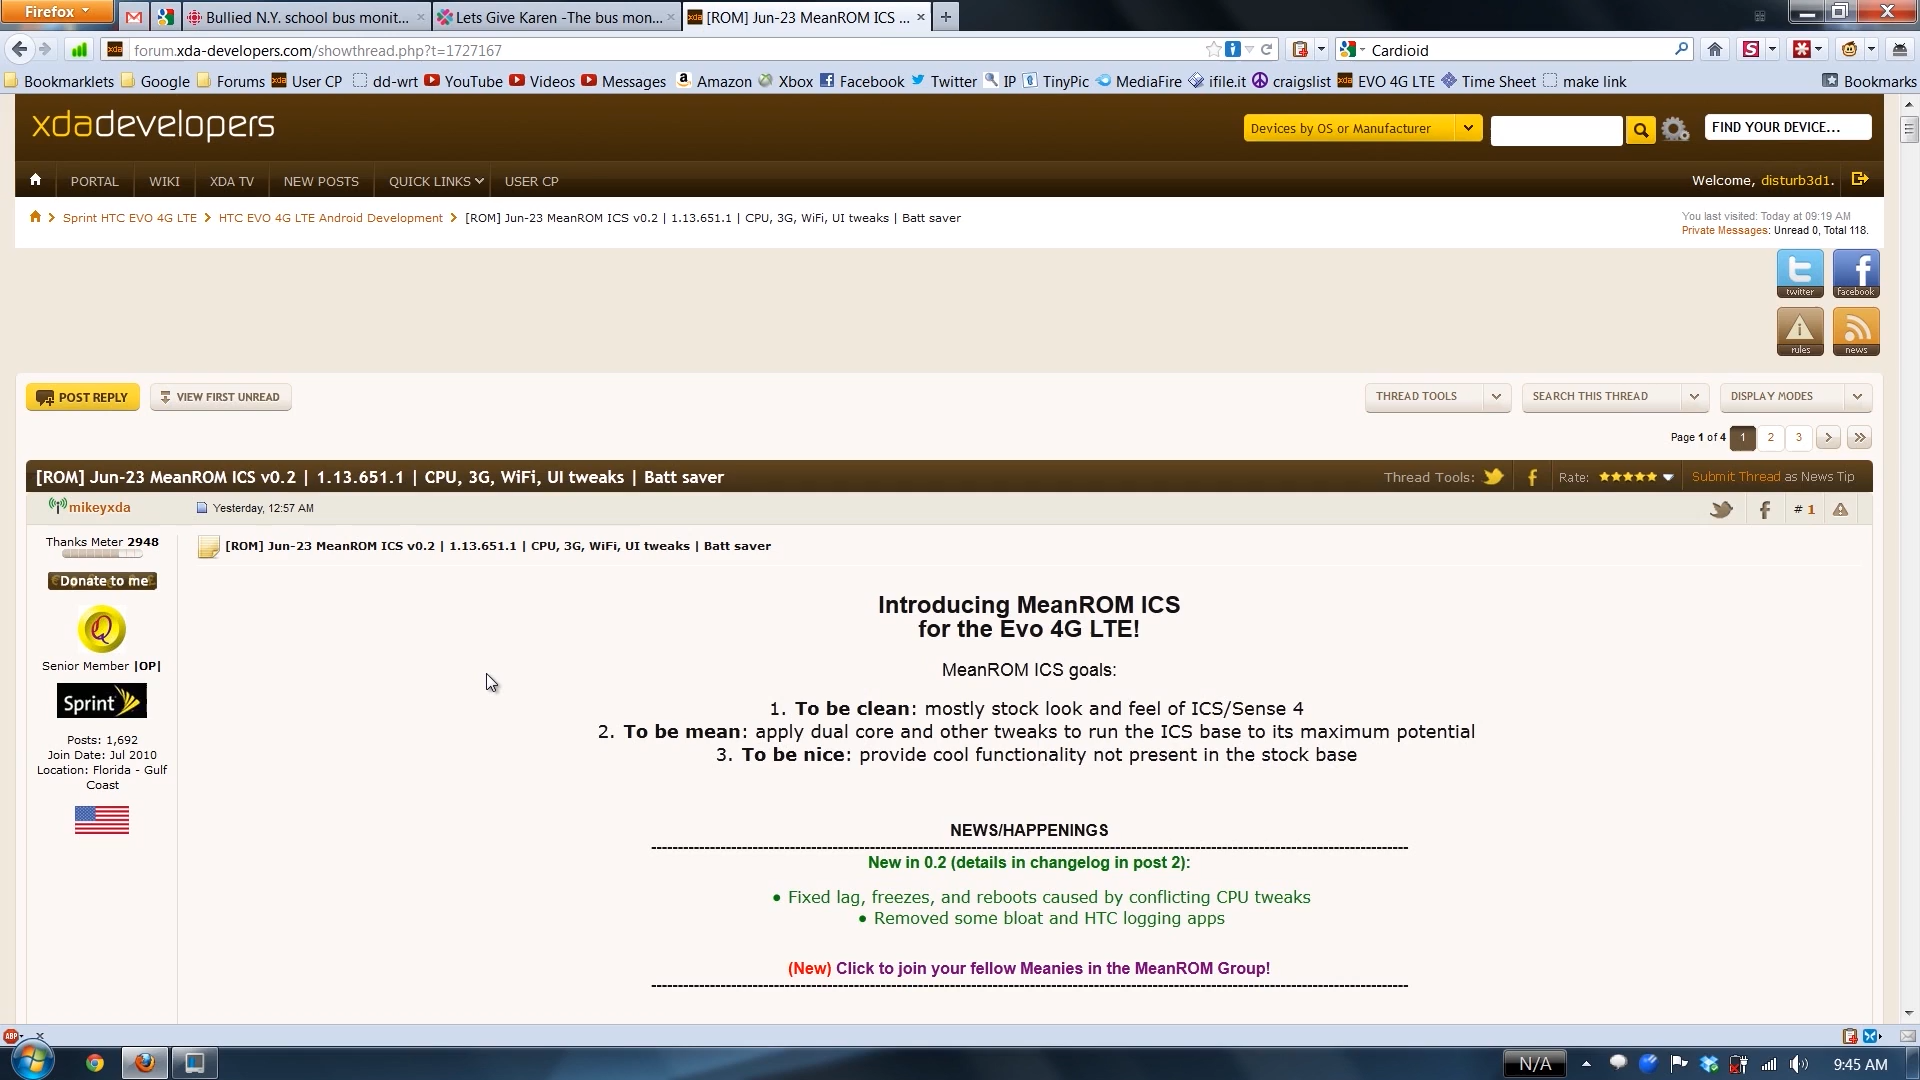 Firefox
Bullied N.Y. school bus monit...
Lets Give Karen -The bus mon...
[ROM] Jun-23 MeanROM ICS ...
forum.xda-developers.com/showthread.php?t=1727167
Cardioid
Bookmarklets Google Forums User CP dd-wrt YouTube Videos Messages Amazon Xbox Facebook Twitter IP TinyPic MediaFire ifile.it craigslist EVO 4G LTE Time Sheet make link Bookmarks
xdadevelopers
Devices by OS or Manufacturer
FIND YOUR DEVICE...
PORTAL WIKI XDA TV NEW POSTS QUICK LINKS USER CP
Welcome, disturb3d1.
Sprint HTC EVO 4G LTE HTC EVO 4G LTE Android Development [ROM] Jun-23 MeanROM ICS v0.2 | 1.13.651.1 | CPU, 3G, WiFi, UI tweaks | Batt saver
You last visited: Today at 09:19 AM
Private Messages: Unread 0, Total 118.
twitter
facebook
rules
news
POST REPLY
VIEW FIRST UNREAD
THREAD TOOLS
SEARCH THIS THREAD
DISPLAY MODES
Page 1 of 4 1 2 3 > >>
[ROM] Jun-23 MeanROM ICS v0.2 | 1.13.651.1 | CPU, 3G, WiFi, UI tweaks | Batt saver
Thread Tools:
Rate:
Submit Thread as News Tip
mikeyxda
Yesterday, 12:57 AM
# 1
Thanks Meter 2948
Donate to me
Q
Senior Member |OP|
Sprint
Posts: 1,692
Join Date: Jul 2010
Location: Florida - Gulf
Coast
[ROM] Jun-23 MeanROM ICS v0.2 | 1.13.651.1 | CPU, 3G, WiFi, UI tweaks | Batt saver
Introducing MeanROM ICS
for the Evo 4G LTE!
MeanROM ICS goals:
1. To be clean: mostly stock look and feel of ICS/Sense 4
2. To be mean: apply dual core and other tweaks to run the ICS base to its maximum potential
3. To be nice: provide cool functionality not present in the stock base
NEWS/HAPPENINGS
New in 0.2 (details in changelog in post 2):
• Fixed lag, freezes, and reboots caused by conflicting CPU tweaks
• Removed some bloat and HTC logging apps
(New) Click to join your fellow Meanies in the MeanROM Group!
ABP
N/A
9:45 AM